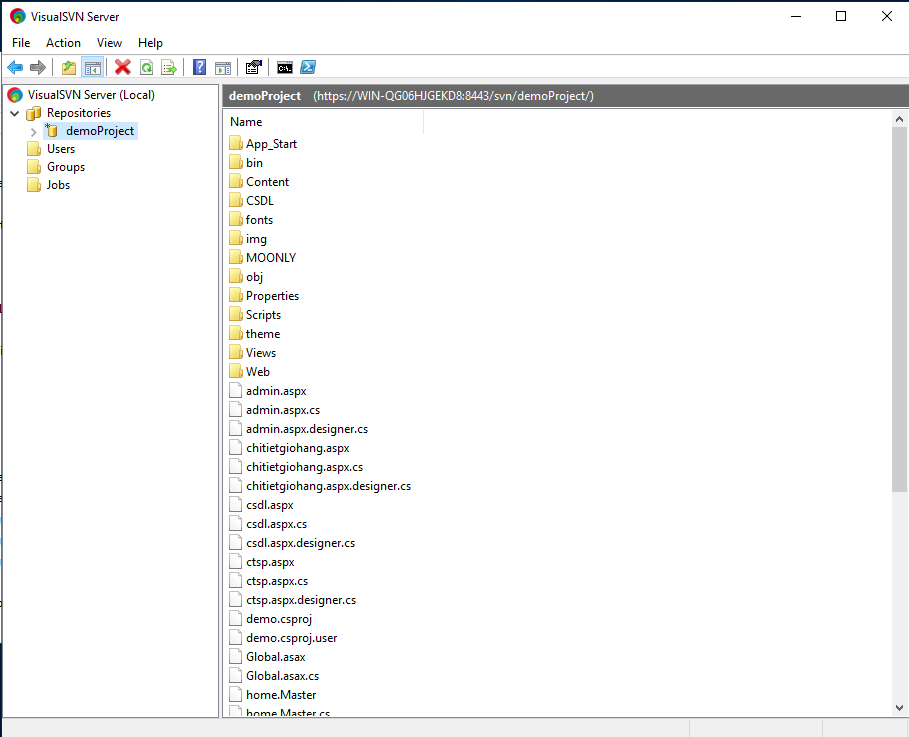 VisualSVN Server
File Action View Help
VisualSVN Server (Local)
Repositories
demoProject
Users
Groups
Jobs
demoProject (https://WIN-QG06HJGEKD8:8443/svn/demoProject/)
Name
App_Start
bin
Content
CSDL
fonts
img
MOONLY
obj
Properties
Scripts
theme
Views
Web
admin.aspx
admin.aspx.cs
admin.aspx.designer.cs
chitietgiohang.aspx
chitietgiohang.aspx.cs
chitietgiohang.aspx.designer.cs
csdl.aspx
csdl.aspx.cs
csdl.aspx.designer.cs
ctsp.aspx
ctsp.aspx.cs
ctsp.aspx.designer.cs
demo.csproj
demo.csproj.user
Global.asax
Global.asax.cs
home.Master
home.Master.cs